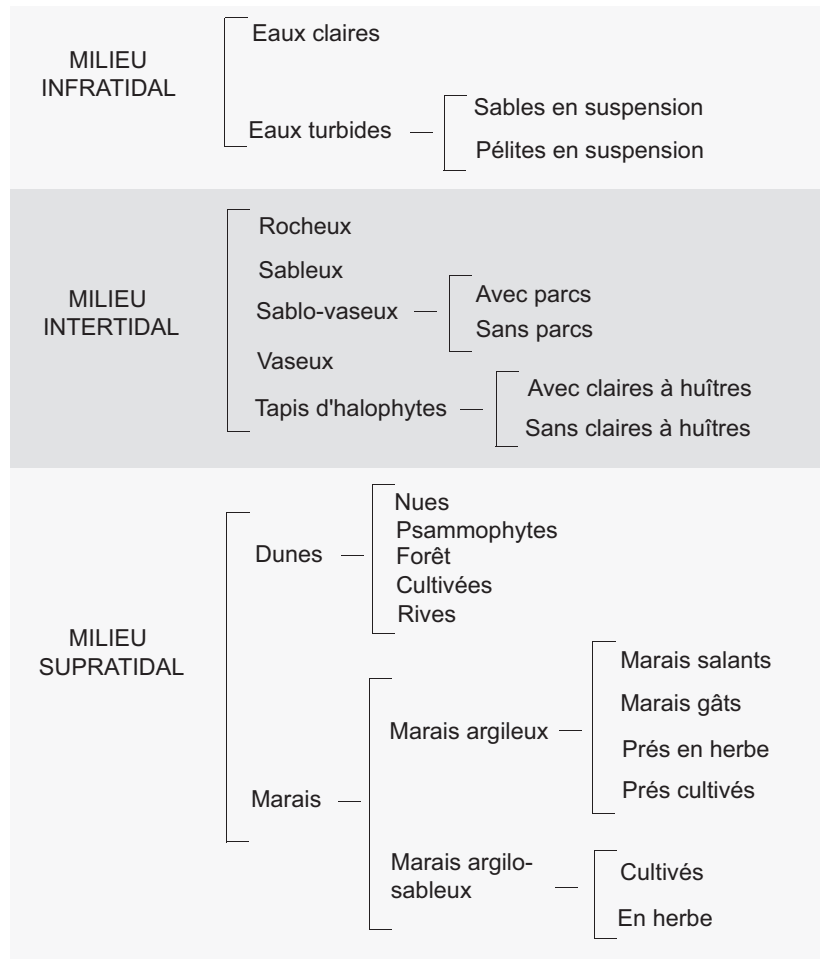 MILIEU
INFRATIDAL
Eaux claires
Eaux turbides
Sables en suspension
Pélites en suspension
MILIEU
INTERTIDAL
Rocheux
Sableux
Sablo-vaseux
Avec parcs
Sans parcs
Vaseux
Tapis d'halophytes
Avec claires à huîtres
Sans claires à huîtres
MILIEU
SUPRATIDAL
Dunes
Nues
Psammophytes
Forêt
Cultivées
Rives
Marais
Marais argileux
Marais salants
Marais gâts
Prés en herbe
Prés cultivés
Marais argilo-
sableux
Cultivés
En herbe